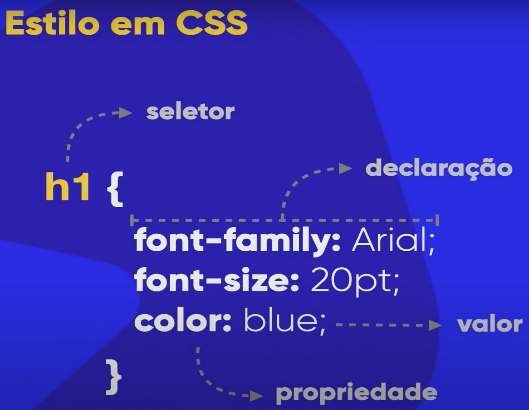 Estilo em CSS
seletor
h1 {
declaração
font-family: Arial;
font-size: 20pt;
color: blue;
valor
}
propriedade